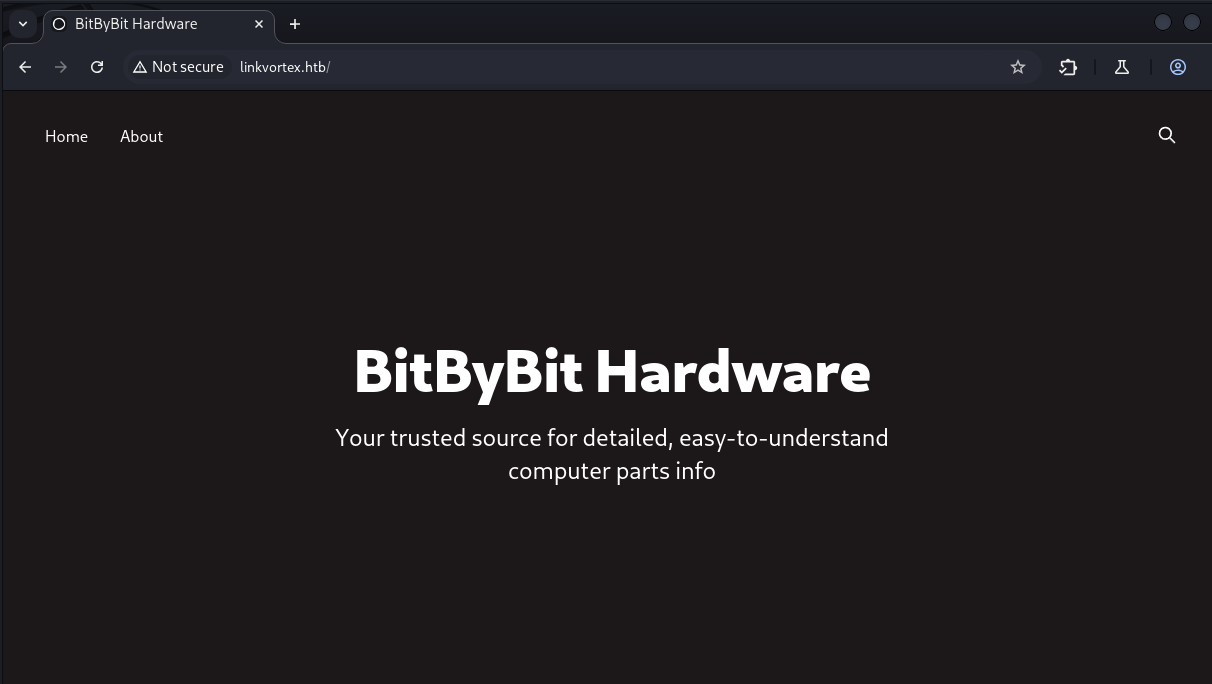 BitByBit Hardware
Not secure linkvortex.htb/
Home About
BitByBit Hardware
Your trusted source for detailed, easy-to-understand
computer parts info